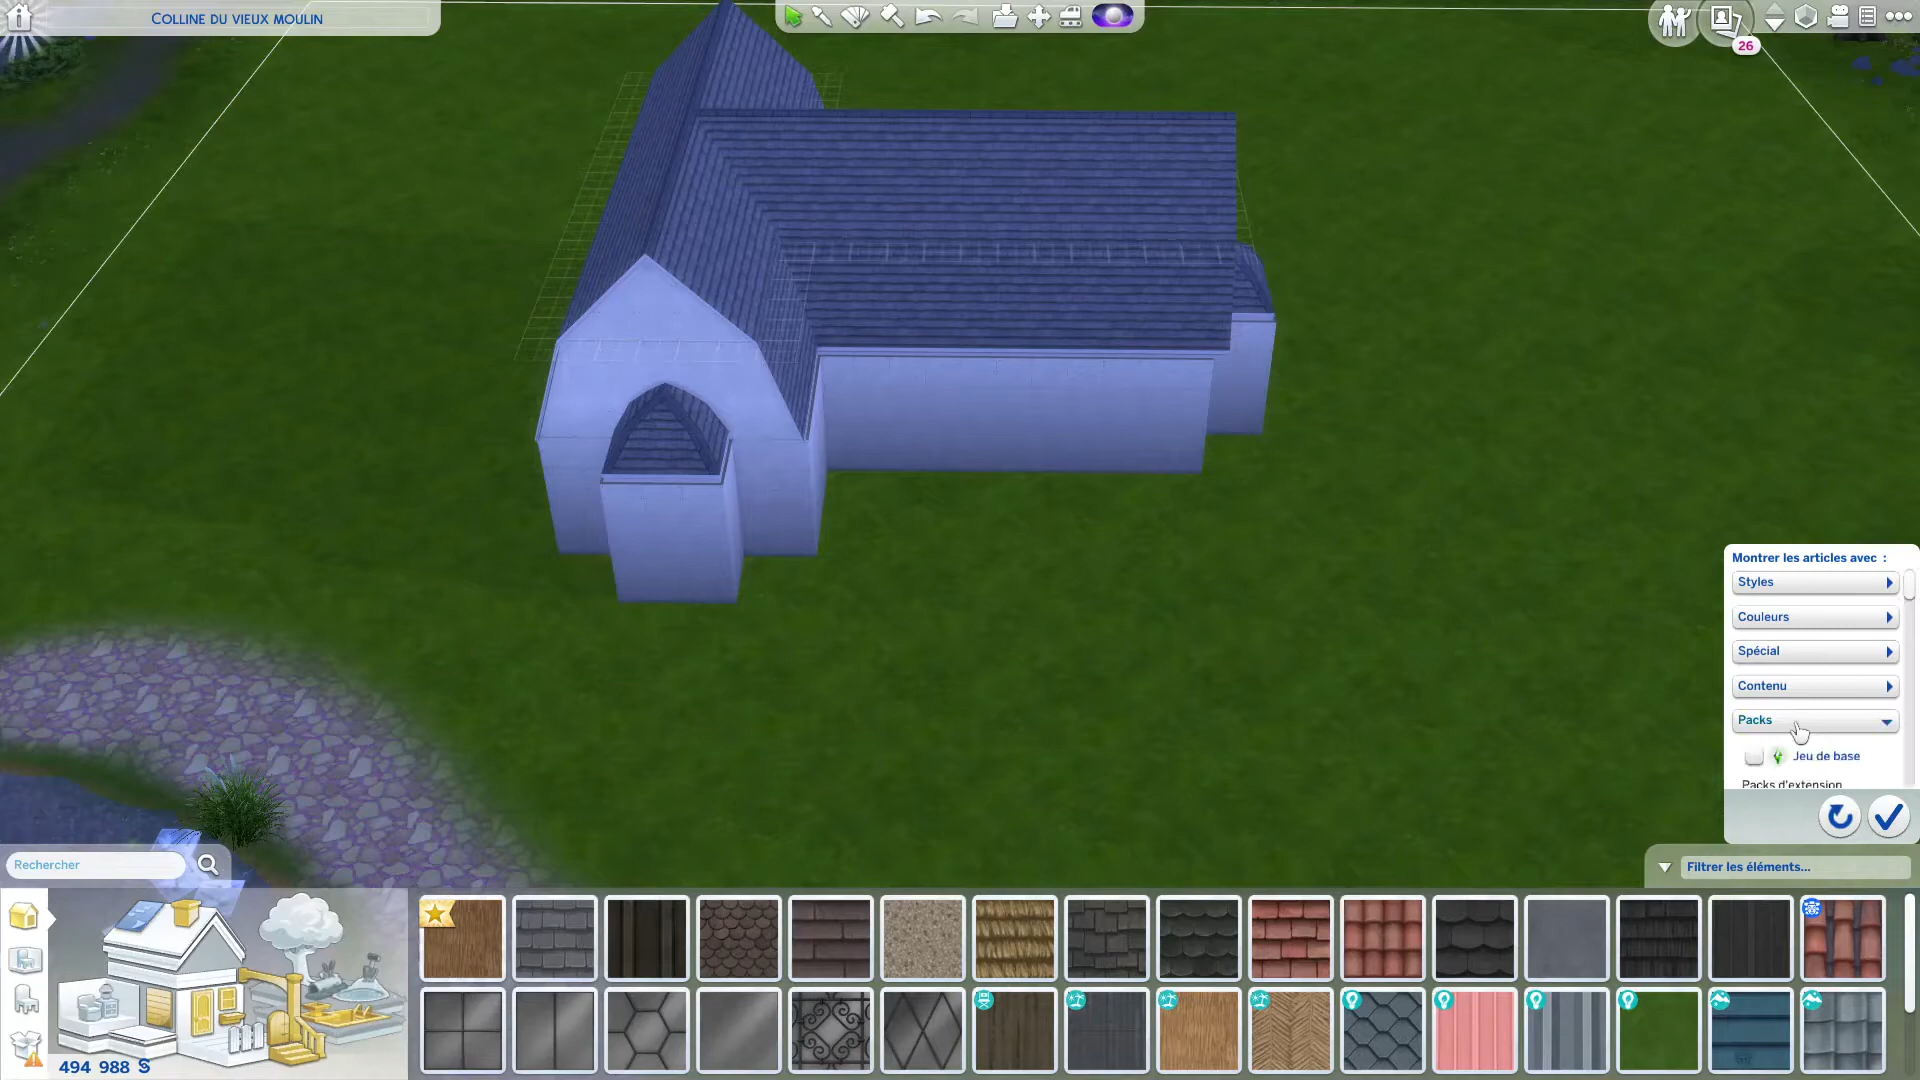 Colline du vieux moulin
26
Montrer les articles avec :
Styles
Couleurs
Spécial
Contenu
Packs
Jeu de base
Packs d'extension
Rechercher
Filtrer les éléments...
494 988 §